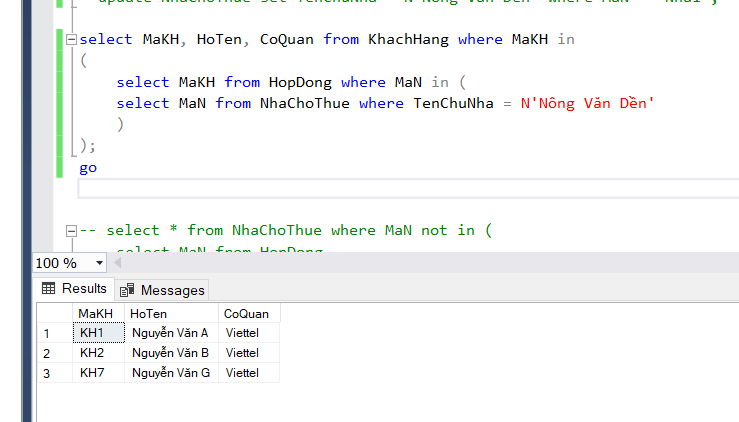 update NhaChoThue set TenChuNha = N'Nông Văn Dền' where MaN = 'Nha1';
select MaKH, HoTen, CoQuan from KhachHang where MaKH in
(
select MaKH from HopDong where MaN in (
select MaN from NhaChoThue where TenChuNha = N'Nông Văn Dền'
)
);
go
-- select * from NhaChoThue where MaN not in (
select MaN from HopDong
100 %
Results Messages
MaKH HoTen CoQuan
1 KH1 Nguyễn Văn A Viettel
2 KH2 Nguyễn Văn B Viettel
3 KH7 Nguyễn Văn G Viettel